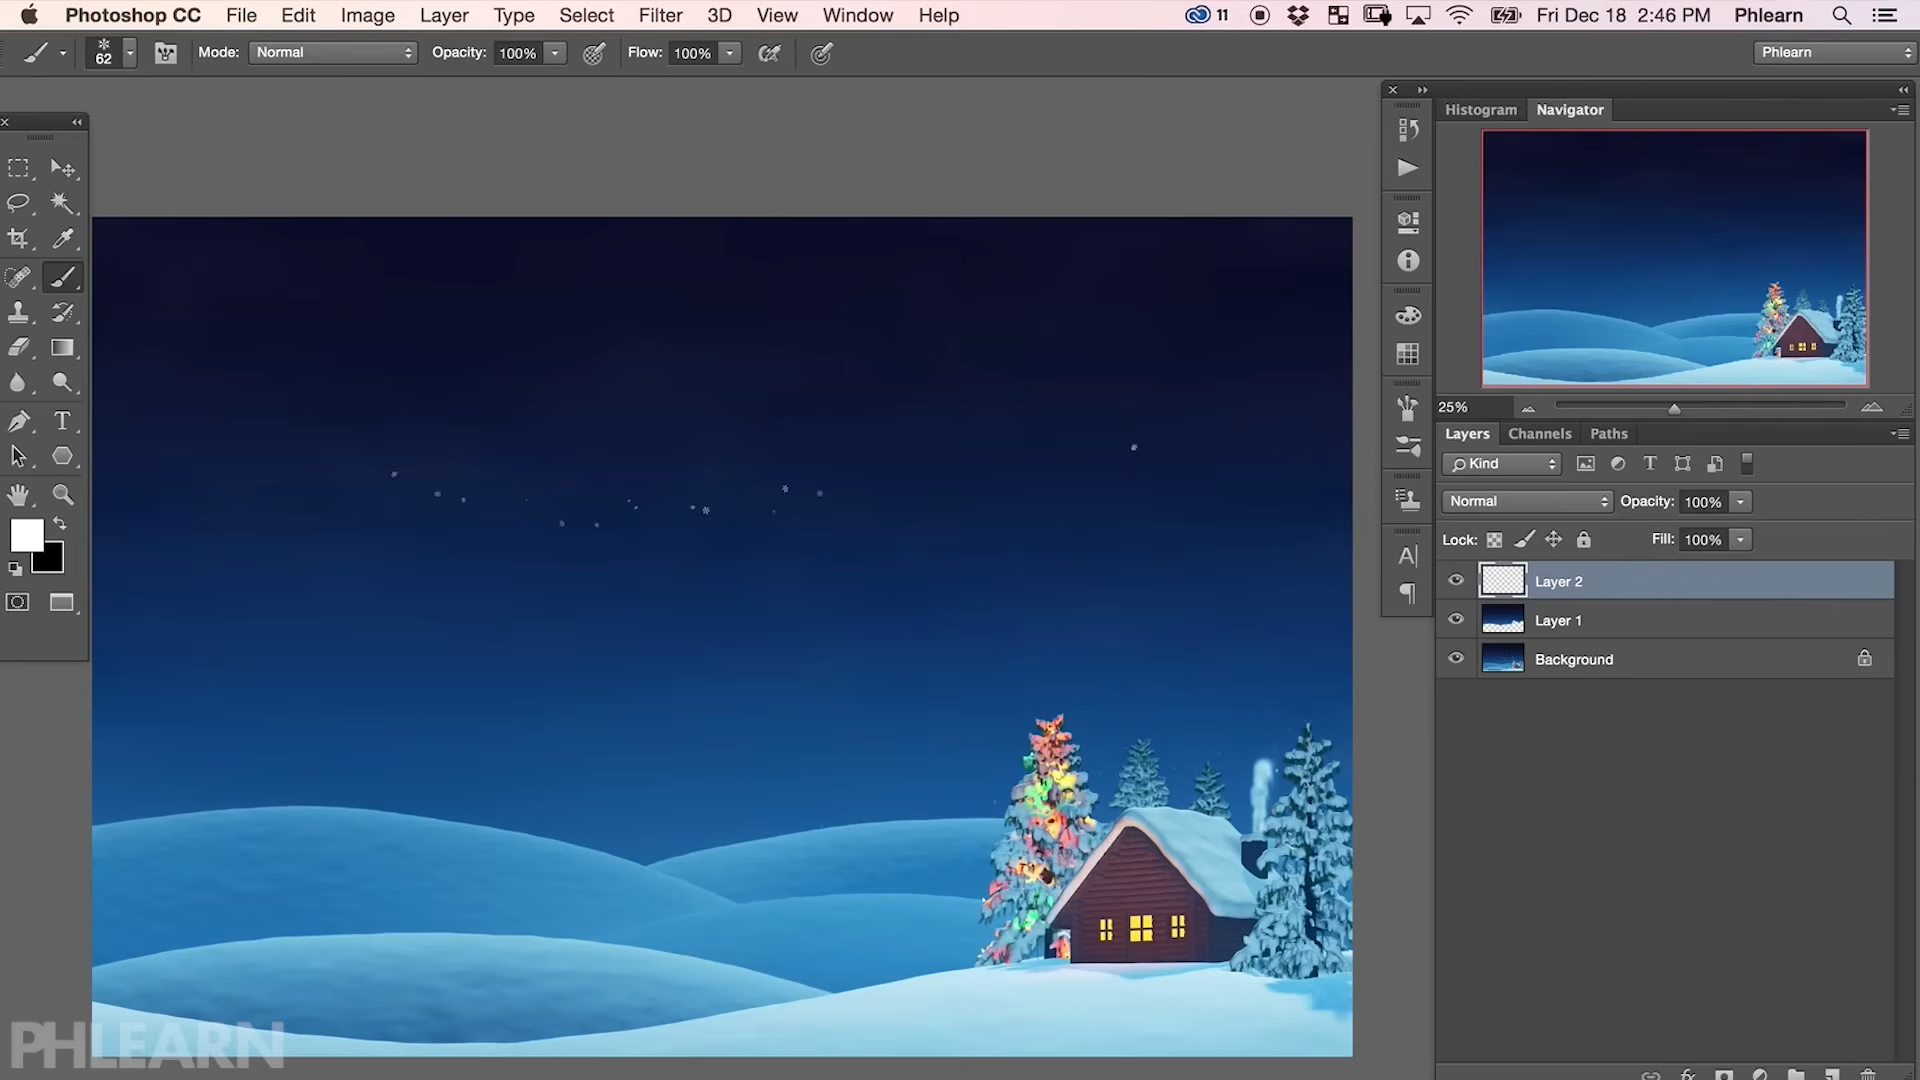 Photoshop CC File Edit Image Layer Type Select Filter 3D View Window Help 11 Fri Dec 18 2:46 PM Phlearn
62 Mode: Normal Opacity: 100% Flow: 100% Phlearn
Histogram Navigator
25%
Layers Channels Paths
Kind
Normal Opacity: 100%
Lock: Fill: 100%
Layer 2
Layer 1
Background
PHLEARN